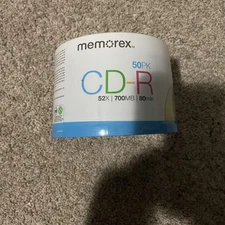 memorex
50PK
CD-R
52X | 700MB | 80min